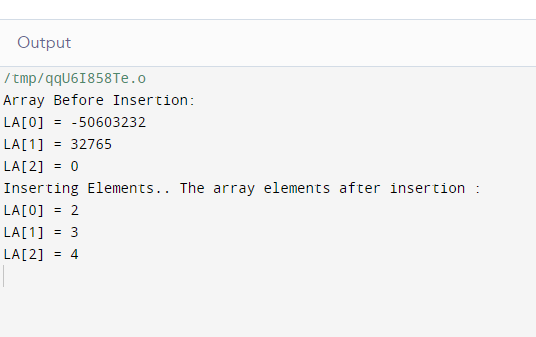 Output
/tmp/qqU6I858Te.o
Array Before Insertion:
LA[0] = -50603232
LA[1] = 32765
LA[2] = 0
Inserting Elements.. The array elements after insertion :
LA[0] = 2
LA[1] = 3
LA[2] = 4